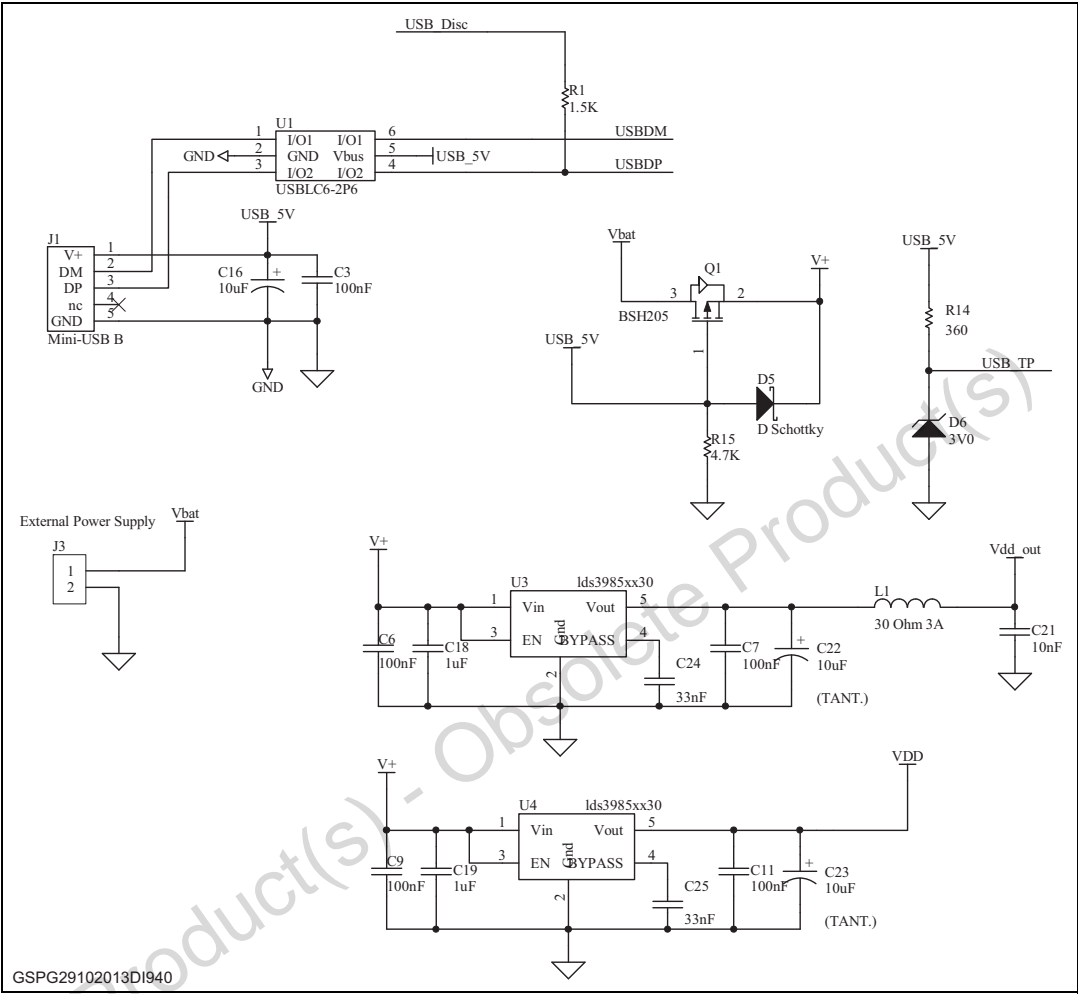 USB_Disc
R1
1.5K
U1
1 I/O1 I/O1 6 USBDM
GND 2 GND Vbus 5 USB_5V
3 I/O2 I/O2 4 USBDP
USBLC6-2P6
USB_5V
J1
V+ 1
DM 2
DP 3
nc 4
GND 5
Mini-USB B
C16
10uF
+
C3
100nF
GND
Vbat
Q1
V+
3
2
BSH205
1
USB_5V
D5
D Schottky
R15
4.7K
USB_5V
R14
360
USB_TP
D6
3V0
External Power Supply
Vbat
J3
1
2
V+
U3
lds3985xx30
1 Vin Vout 5
3 EN BYPASS 4
Gnd
2
C6
100nF
C18
1uF
C24
33nF
C7
100nF
+
C22
10uF
(TANT.)
L1
30 Ohm 3A
Vdd_out
C21
10nF
V+
U4
lds3985xx30
1 Vin Vout 5
3 EN BYPASS 4
Gnd
2
C9
100nF
C19
1uF
C25
33nF
C11
100nF
+
C23
10uF
(TANT.)
VDD
Product(s) - Obsolete Product(s)
GSPG29102013DI940